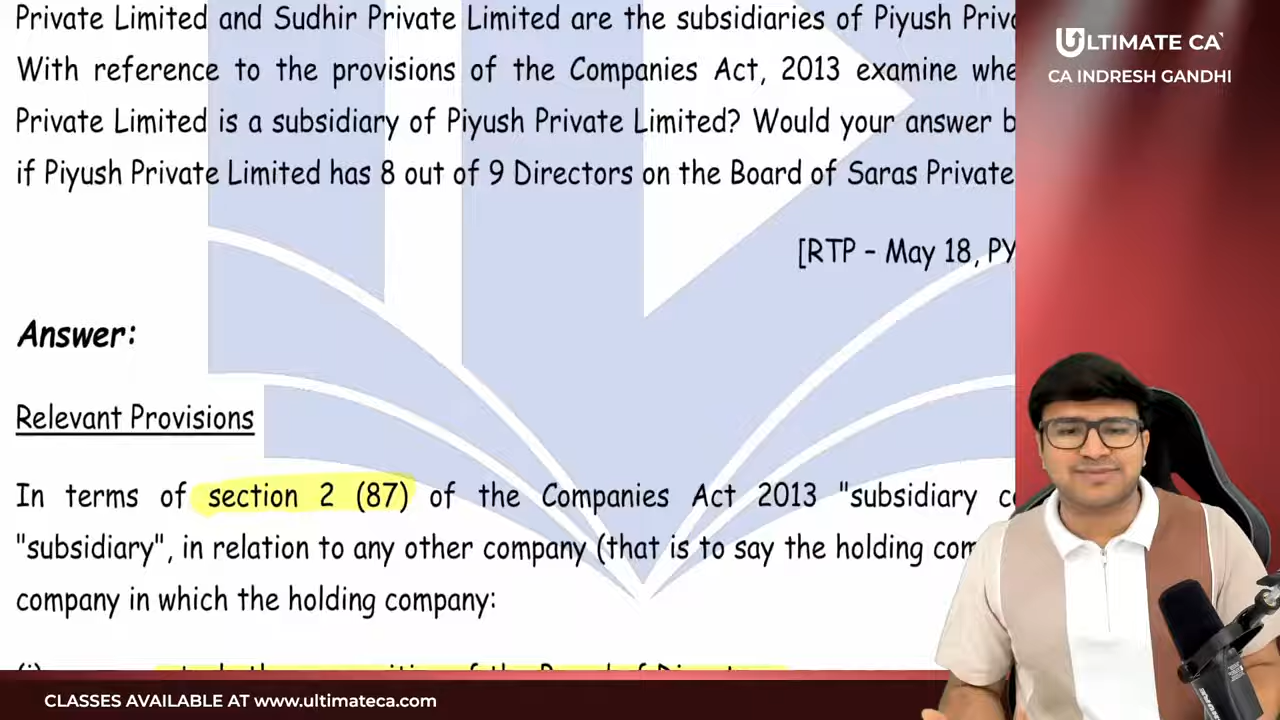 Private Limited and Sudhir Private Limited are the subsidiaries of Piyush
With reference to the provisions of the Companies Act, 2013 examine
Private Limited is a subsidiary of Piyush Private Limited? Would your answer
if Piyush Private Limited has 8 out of 9 Directors on the Board of Saras Private
[RTP – May 18,
Answer:
Relevant Provisions
In terms of section 2 (87) of the Companies Act 2013 "subsidiary
"subsidiary", in relation to any other company (that is to say the holding
company in which the holding company:
ULTIMATE CA
CA INDRESH GANDHI
CLASSES AVAILABLE AT www.ultimateca.com